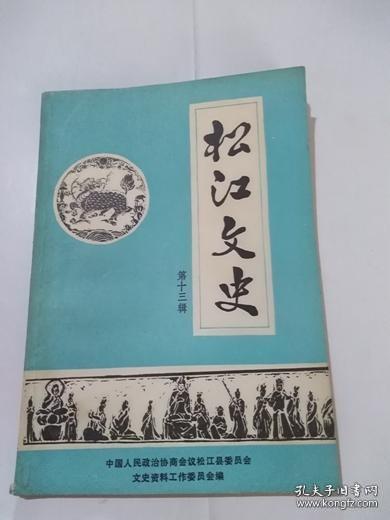 松江文史
第十三辑
中国人民政治协商会议松江县委员会
文史资料工作委员会编
孔夫子旧书网
kongfz.com